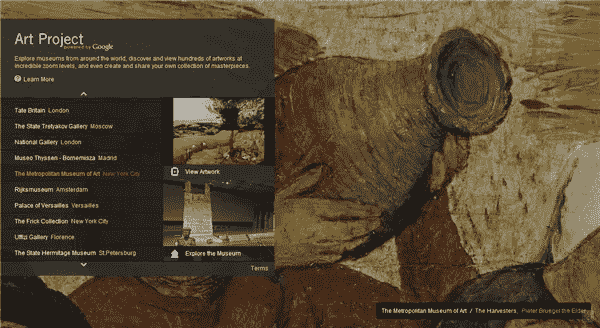 Art Project
powered by Google
Explore museums from around the world, discover and view hundreds of artworks at
incredible zoom levels, and even create and share your own collection of masterpieces.
Learn More
Tate Britain London
The State Tretyakov Gallery Moscow
National Gallery London
Museo Thyssen - Bornemisza Madrid
The Metropolitan Museum of Art New York City
Rijksmuseum Amsterdam
Palace of Versailles Versailles
The Frick Collection New York City
Uffizi Gallery Florence
The State Hermitage Museum St.Petersburg
View Artwork
Explore the Museum
Terms
The Metropolitan Museum of Art / The Harvesters, Pieter Bruegel the Elder